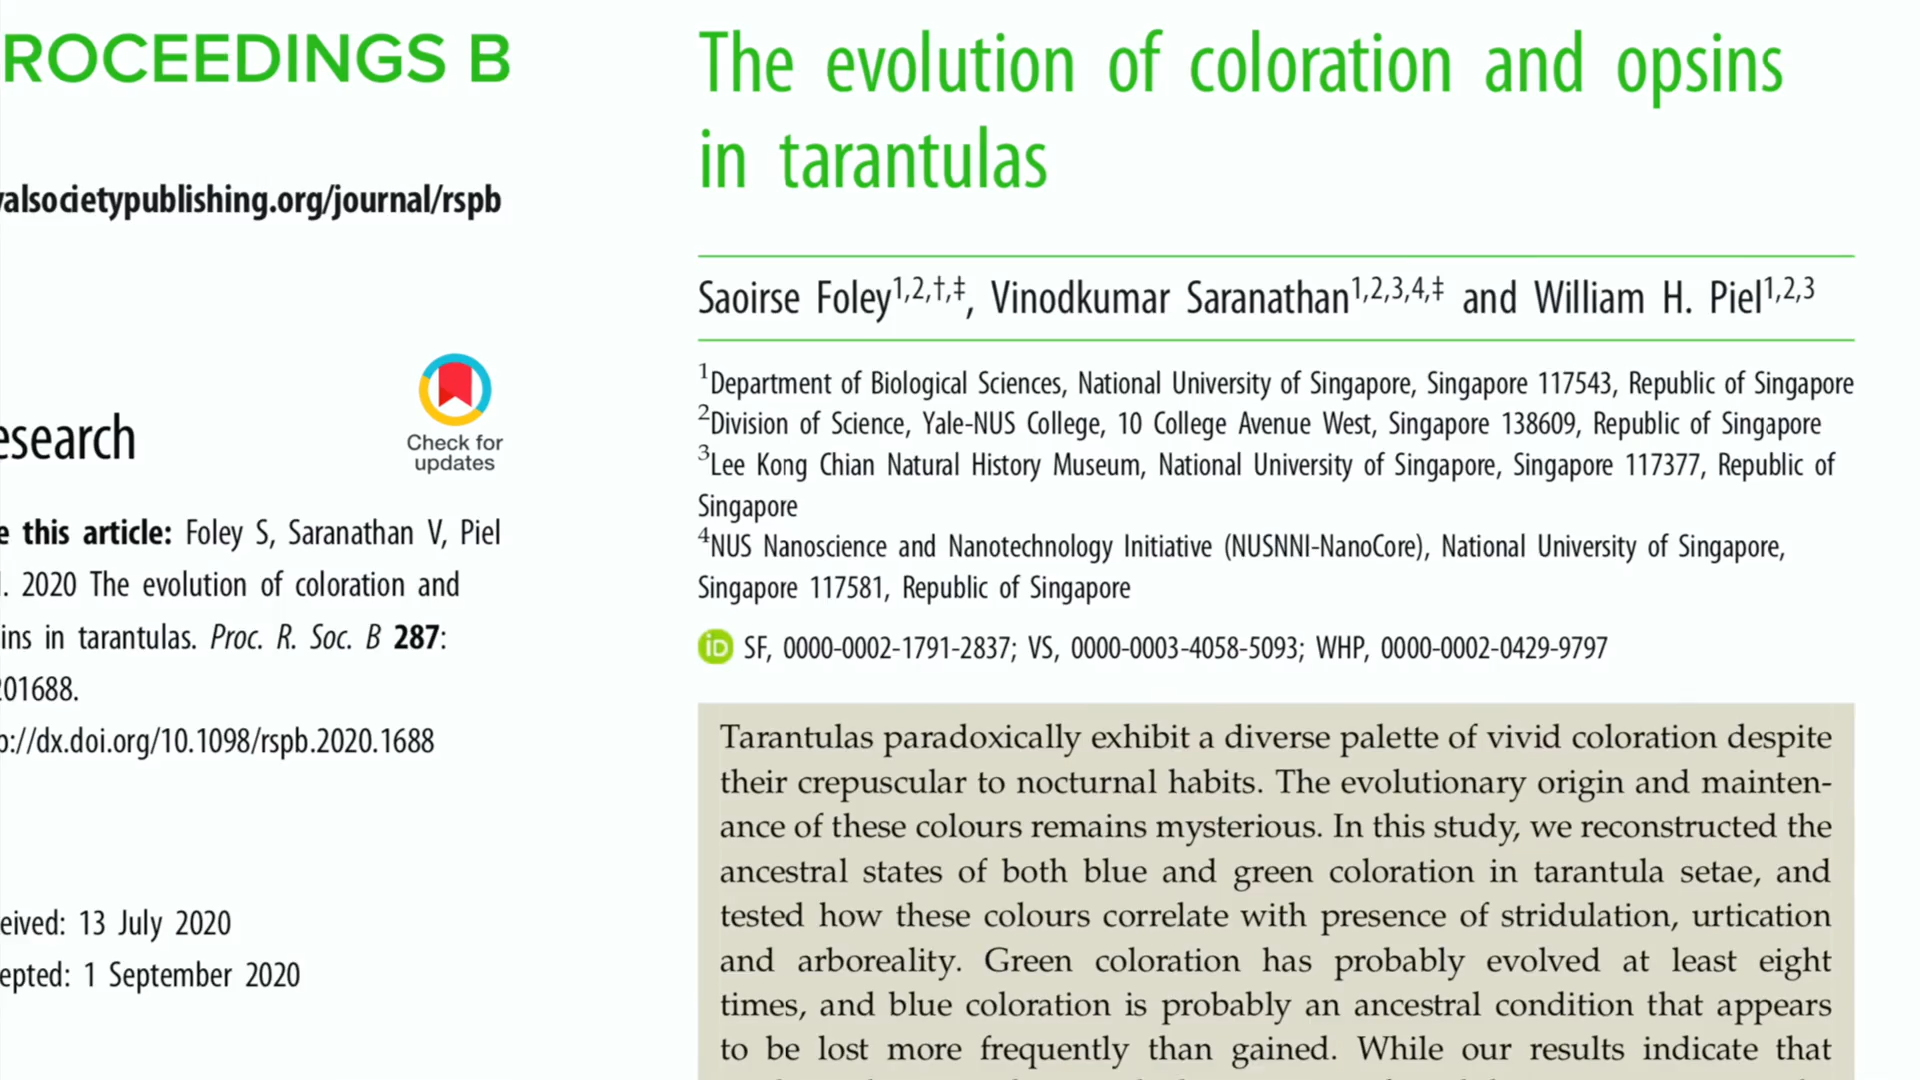 ROCEEDINGS B
valsocietypublishing.org/journal/rspb
esearch
Check for
updates
e this article: Foley S, Saranathan V, Piel
. 2020 The evolution of coloration and
ins in tarantulas. Proc. R. Soc. B 287:
201688.
p://dx.doi.org/10.1098/rspb.2020.1688
eived: 13 July 2020
epted: 1 September 2020
The evolution of coloration and opsins
in tarantulas
Saoirse Foley1,2,†,‡, Vinodkumar Saranathan1,2,3,4,‡ and William H. Piel1,2,3
1Department of Biological Sciences, National University of Singapore, Singapore 117543, Republic of Singapore
2Division of Science, Yale-NUS College, 10 College Avenue West, Singapore 138609, Republic of Singapore
3Lee Kong Chian Natural History Museum, National University of Singapore, Singapore 117377, Republic of
Singapore
4NUS Nanoscience and Nanotechnology Initiative (NUSNNI-NanoCore), National University of Singapore,
Singapore 117581, Republic of Singapore
iD SF, 0000-0002-1791-2837; VS, 0000-0003-4058-5093; WHP, 0000-0002-0429-9797
Tarantulas paradoxically exhibit a diverse palette of vivid coloration despite
their crepuscular to nocturnal habits. The evolutionary origin and mainten-
ance of these colours remains mysterious. In this study, we reconstructed the
ancestral states of both blue and green coloration in tarantula setae, and
tested how these colours correlate with presence of stridulation, urtication
and arboreality. Green coloration has probably evolved at least eight
times, and blue coloration is probably an ancestral condition that appears
to be lost more frequently than gained. While our results indicate that